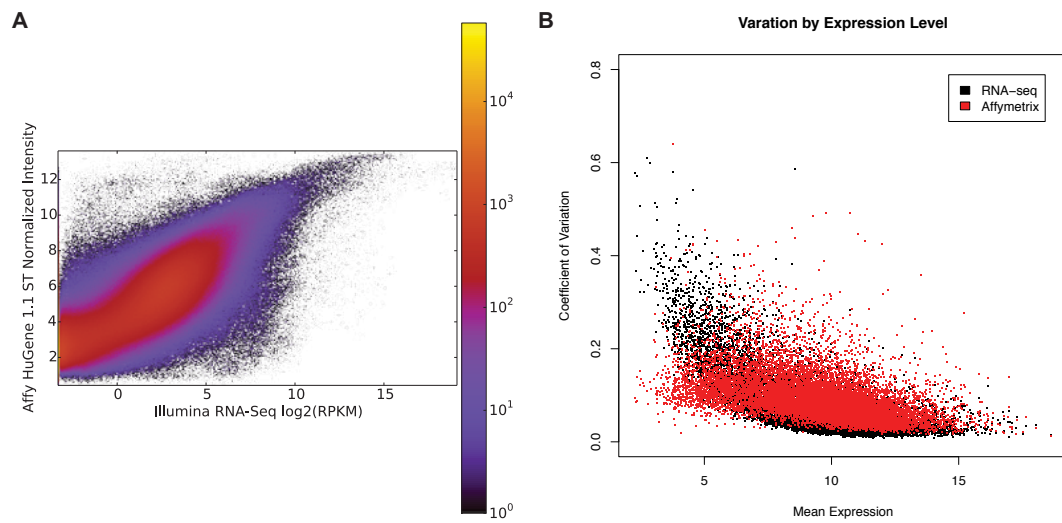 A
Affy HuGene 1.1 ST Normalized Intensity
12
10
8
6
4
2
0
5
10
15
Illumina RNA-Seq log2(RPKM)
10^4
10^3
10^2
10^1
10^0
B
Varation by Expression Level
Coefficient of Variation
0.8
0.6
0.4
0.2
0.0
RNA−seq
Affymetrix
5
10
15
Mean Expression